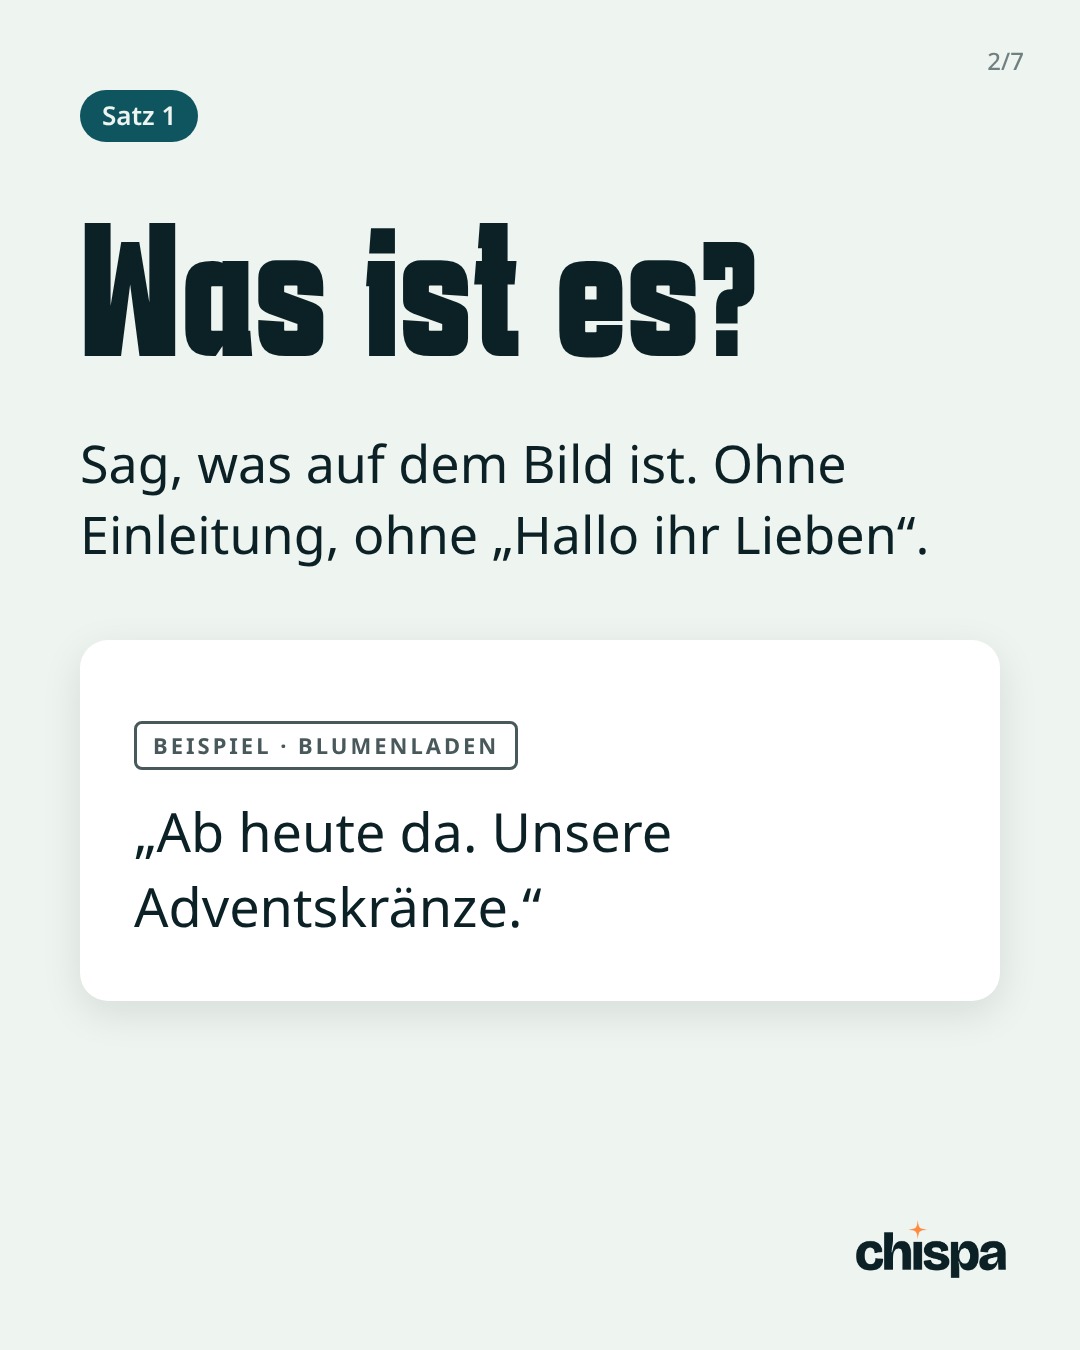 2/7
Satz 1
Was ist es?
Sag, was auf dem Bild ist. Ohne
Einleitung, ohne „Hallo ihr Lieben“.
BEISPIEL · BLUMENLADEN
„Ab heute da. Unsere
Adventskränze.“
chispa